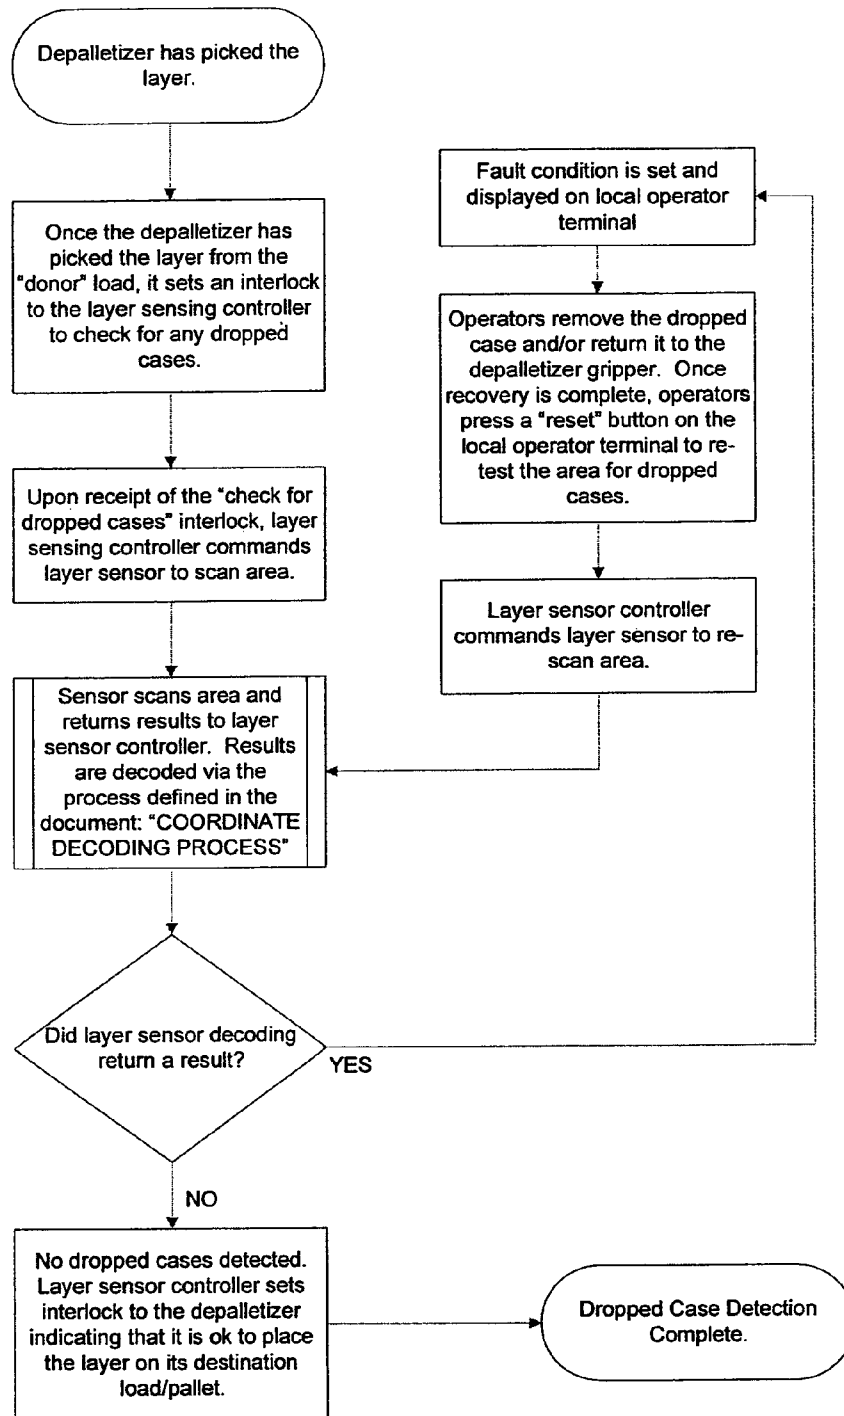 Depalletizer has picked the
layer.
Once the depalletizer has
picked the layer from the
"donor" load, it sets an interlock
to the layer sensing controller
to check for any dropped
cases.
Upon receipt of the "check for
dropped cases" interlock, layer
sensing controller commands
layer sensor to scan area.
Sensor scans area and
returns results to layer
sensor controller. Results
are decoded via the
process defined in the
document: "COORDINATE
DECODING PROCESS"
Did layer sensor decoding
return a result?
YES
NO
No dropped cases detected.
Layer sensor controller sets
interlock to the depalletizer
indicating that it is ok to place
the layer on its destination
load/pallet.
Fault condition is set and
displayed on local operator
terminal
Operators remove the dropped
case and/or return it to the
depalletizer gripper. Once
recovery is complete, operators
press a "reset" button on the
local operator terminal to re-
test the area for dropped
cases.
Layer sensor controller
commands layer sensor to re-
scan area.
Dropped Case Detection
Complete.